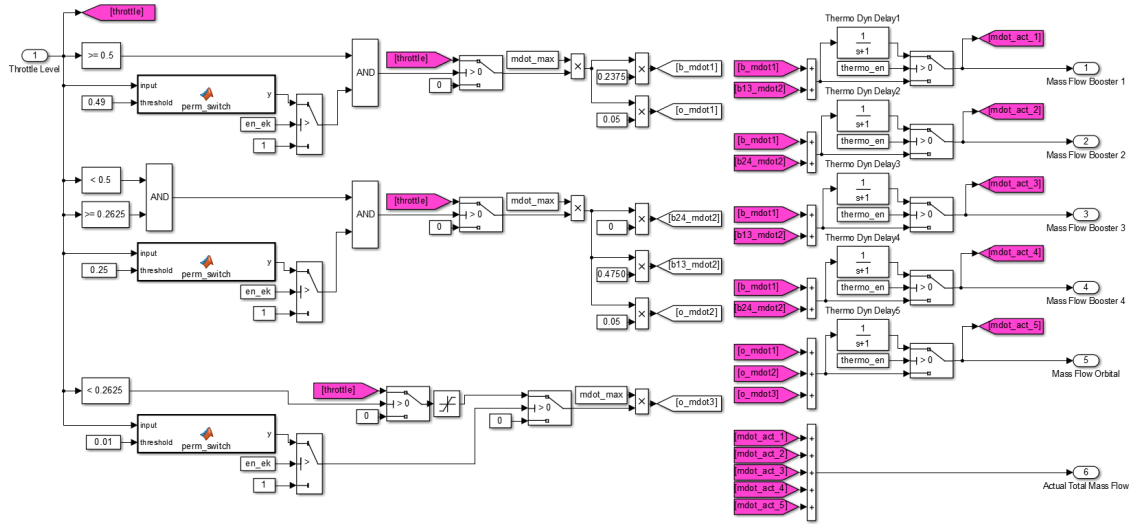 [throttle]
1
Throttle Level
>= 0.5
input
threshold
perm_switch
y
0.49
en_ek
>
1
AND
[throttle]
> 0
0
mdot_max
×
×
0.2375
[b_mdot1]
×
0.05
[o_mdot1]
< 0.5
>= 0.2625
AND
input
threshold
perm_switch
y
0.25
en_ek
>
1
AND
[throttle]
> 0
0
mdot_max
×
×
0
[b24_mdot2]
×
0.4750
[b13_mdot2]
×
0.05
[o_mdot2]
< 0.2625
input
threshold
perm_switch
y
0.01
en_ek
>
1
[throttle]
> 0
0
> 0
0
mdot_max
×
[o_mdot3]
Thermo Dyn Delay1
1
s+1
[b_mdot1]
[b13_mdot2]
+
+
thermo_en
> 0
[mdot_act_1]
1
Mass Flow Booster 1
Thermo Dyn Delay2
1
s+1
[b_mdot1]
[b24_mdot2]
+
+
thermo_en
> 0
[mdot_act_2]
2
Mass Flow Booster 2
Thermo Dyn Delay3
1
s+1
[b_mdot1]
[b13_mdot2]
+
+
thermo_en
> 0
[mdot_act_3]
3
Mass Flow Booster 3
Thermo Dyn Delay4
1
s+1
[b_mdot1]
[b24_mdot2]
+
+
thermo_en
> 0
[mdot_act_4]
4
Mass Flow Booster 4
Thermo Dyn Delay5
1
s+1
[o_mdot1]
[o_mdot2]
[o_mdot3]
+
+
+
thermo_en
> 0
[mdot_act_5]
5
Mass Flow Orbital
[mdot_act_1]
[mdot_act_2]
[mdot_act_3]
[mdot_act_4]
[mdot_act_5]
+
+
+
+
+
6
Actual Total Mass Flow